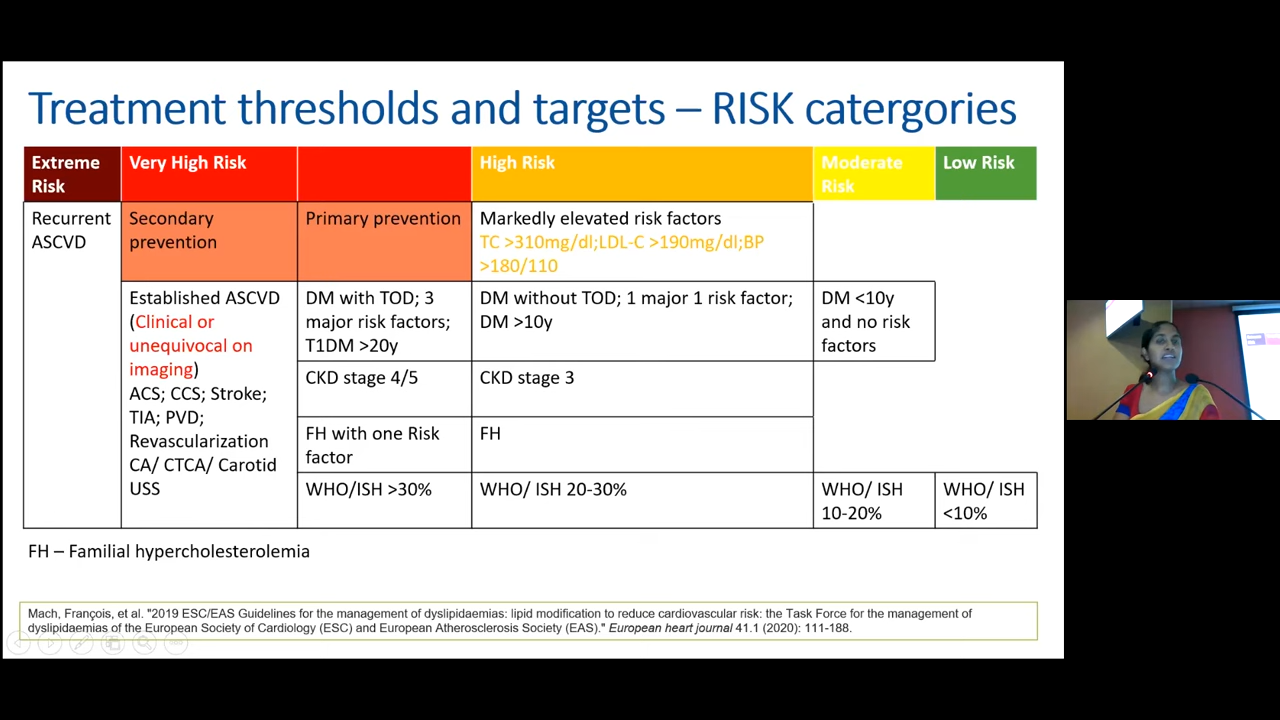 Treatment thresholds and targets – RISK catergories
Extreme
Risk
Very High Risk
High Risk
Moderate
Risk
Low Risk
Recurrent
ASCVD
Secondary
prevention
Primary prevention
Markedly elevated risk factors
TC >310mg/dl;LDL-C >190mg/dl;BP
>180/110
Established ASCVD
(Clinical or
unequivocal on
imaging)
ACS; CCS; Stroke;
TIA; PVD;
Revascularization
CA/ CTCA/ Carotid
USS
DM with TOD; 3
major risk factors;
T1DM >20y
DM without TOD; 1 major 1 risk factor;
DM >10y
DM <10y
and no risk
factors
CKD stage 4/5
CKD stage 3
FH with one Risk
factor
FH
WHO/ISH >30%
WHO/ ISH 20-30%
WHO/ ISH
10-20%
WHO/ ISH
<10%
FH – Familial hypercholesterolemia
Mach, François, et al. "2019 ESC/EAS Guidelines for the management of dyslipidaemias: lipid modification to reduce cardiovascular risk: the Task Force for the management of
dyslipidaemias of the European Society of Cardiology (ESC) and European Atherosclerosis Society (EAS)." European heart journal 41.1 (2020): 111-188.